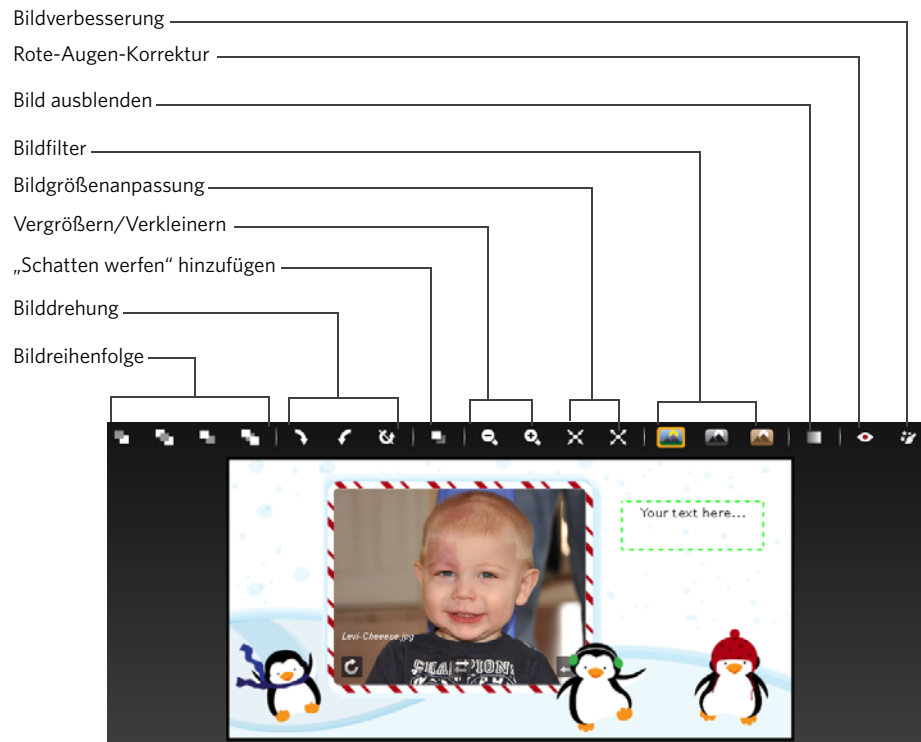 Bildverbesserung
Rote-Augen-Korrektur
Bild ausblenden
Bildfilter
Bildgrößenanpassung
Vergrößern/Verkleinern
„Schatten werfen“ hinzufügen
Bilddrehung
Bildreihenfolge
Your text here...
Levi-Cheeese.jpg